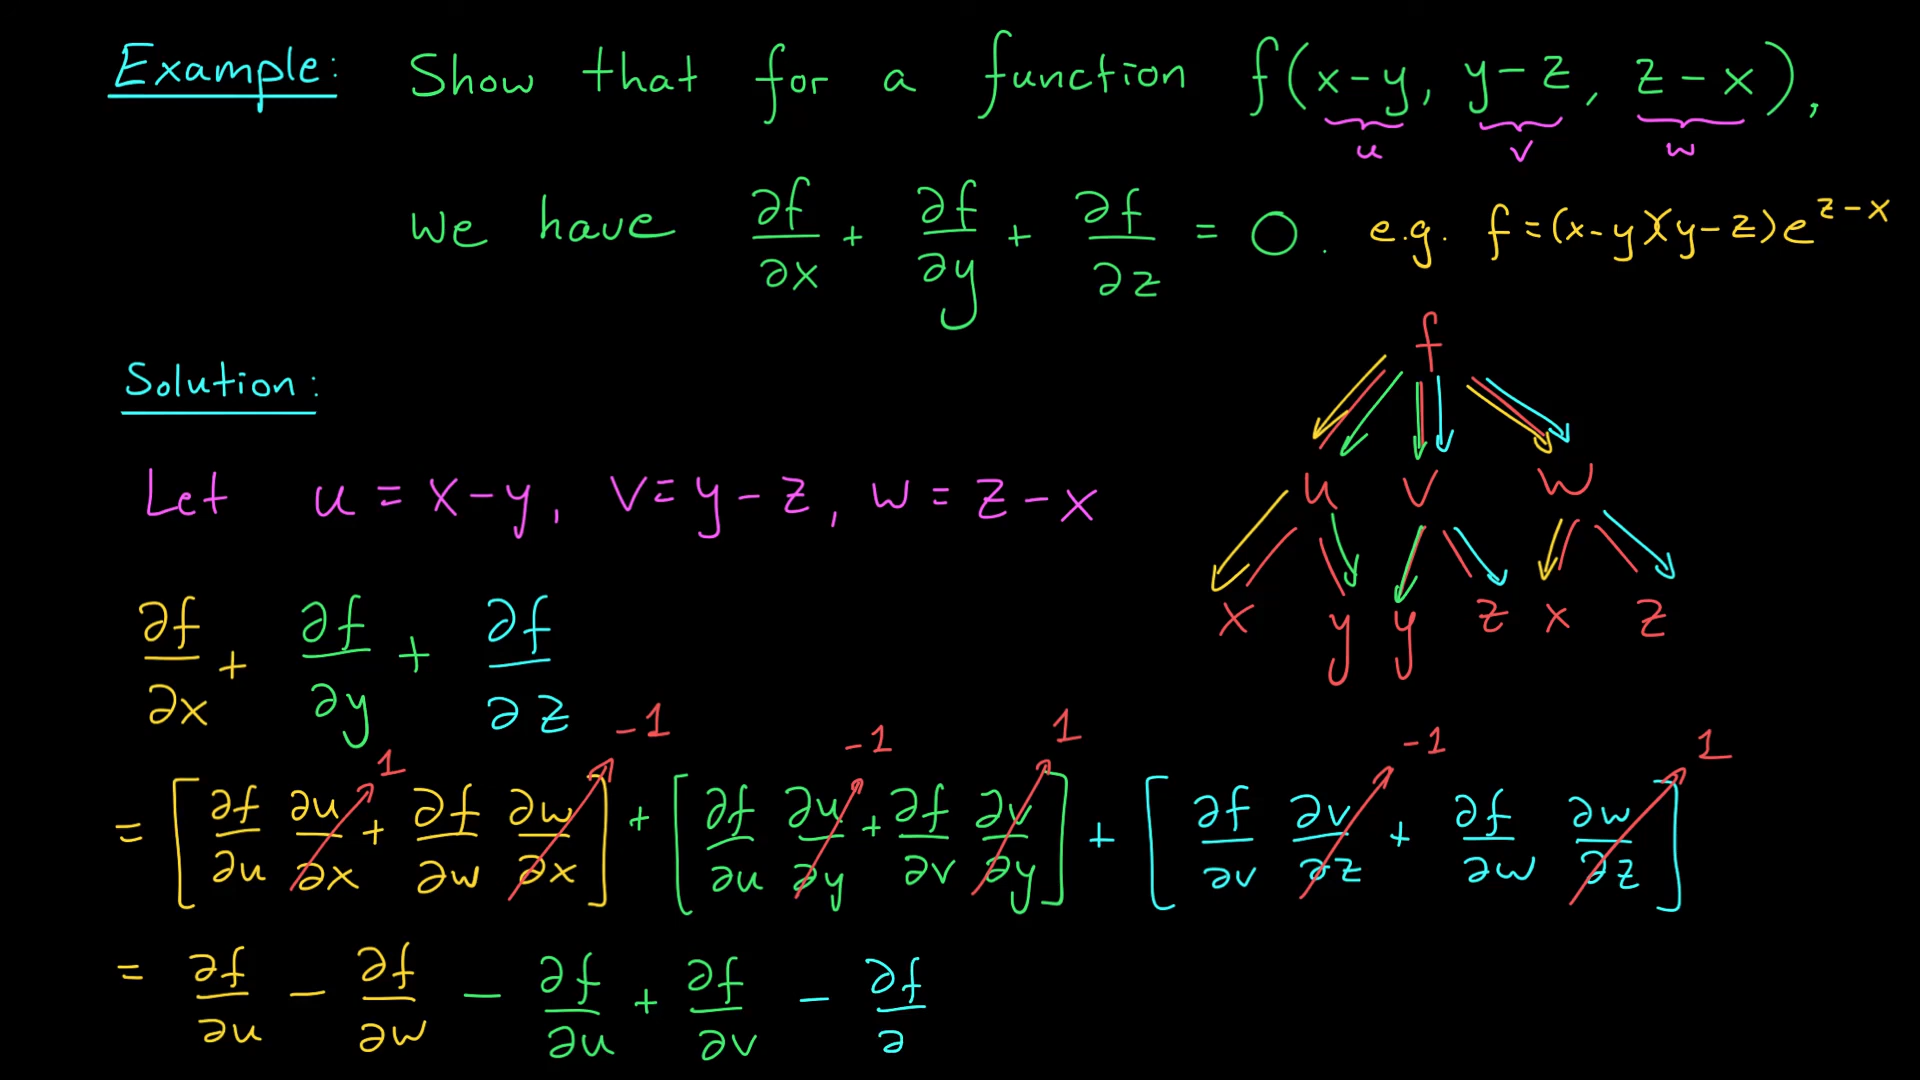 Example: Show that for a function f(x-y, y-z, z-x),
u v w
we have ∂f/∂x + ∂f/∂y + ∂f/∂z = 0. e.g. f=(x-y)(y-z)e^{z-x}
f
Solution:
u v w
Let u = x-y, v=y-z, w=z-x
x y y z x z
∂f/∂x + ∂f/∂y + ∂f/∂z
1 -1 -1 1 -1 1
= [∂f/∂u ∂u/∂x + ∂f/∂w ∂w/∂x] + [∂f/∂u ∂u/∂y + ∂f/∂v ∂v/∂y] + [∂f/∂v ∂v/∂z + ∂f/∂w ∂w/∂z]
= ∂f/∂u - ∂f/∂w - ∂f/∂u + ∂f/∂v - ∂f/∂